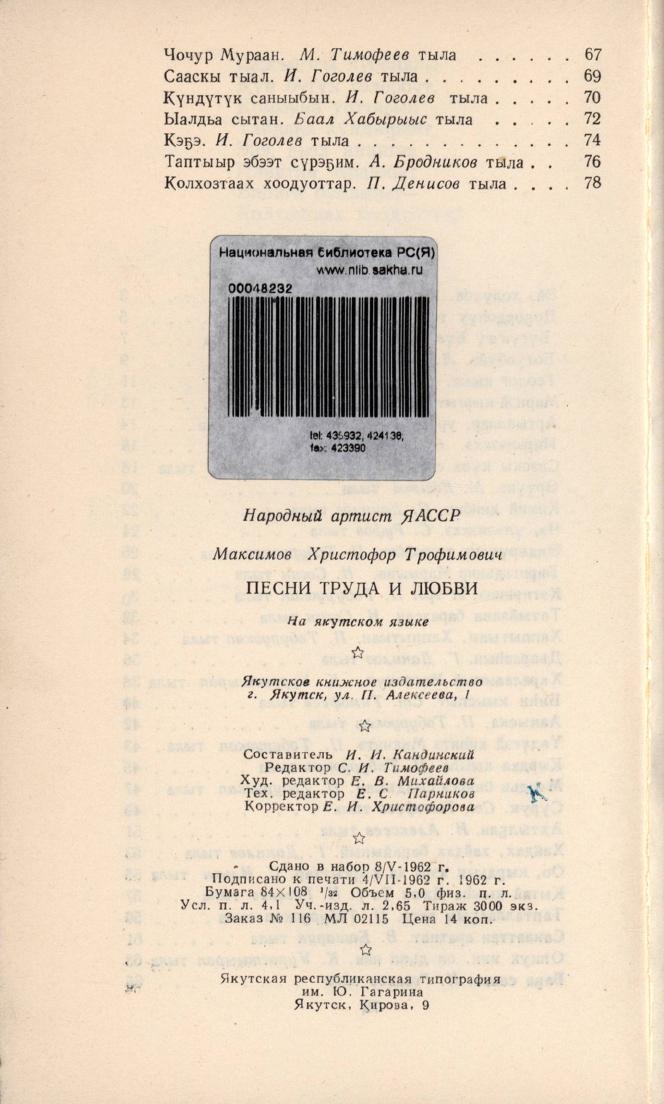 Чочур Мураан. М. Тимофеев тыла . . . . . . 67
Сааскы тыал. И. Гоголев тыла . . . . . . . . . 69
Күндүтүк саныыбын. И. Гоголев тыла . . . . . 70
Ыалдьа сытан. Баал Хабырыыс тыла . . . . . 72
Кэҕэ. И. Гоголев тыла . . . . . . . . . . . . . 74
Таптыыр эбээт сүрэҕим. А. Бродников тыла . . 76
Қолхозтаах хоодуоттар. П. Денисов тыла . . . . 78
Национальная библиотека РС(Я)
www.nlib.sakha.ru
00048232
tel: 435932, 424138,
fax: 423390
Народный артист ЯАССР
Максимов Христофор Трофимович
ПЕСНИ ТРУДА И ЛЮБВИ
На якутском языке
Якутское книжное издательство
г. Якутск, ул. П. Алексеева, 1
Составитель И. И. Кандинский
Редактор С. И. Тимофеев
Худ. редактор Е. В. Михайлова
Тех. редактор Е. С Парников
Корректор Е. И. Христофорова
Сдано в набор 8/V-1962 г.
Подписано к печати 4/VII-1962 г. 1962 г.
Бумага 84×108 1/32 Объем 5,0 физ. п. л.
Усл. п. л. 4,1 Уч.-изд. л. 2,65 Тираж 3000 экз.
Заказ № 116 МЛ 02115 Цена 14 коп.
Якутская республиканская типография
им. Ю. Гагарина
Якутск, Кирова, 9